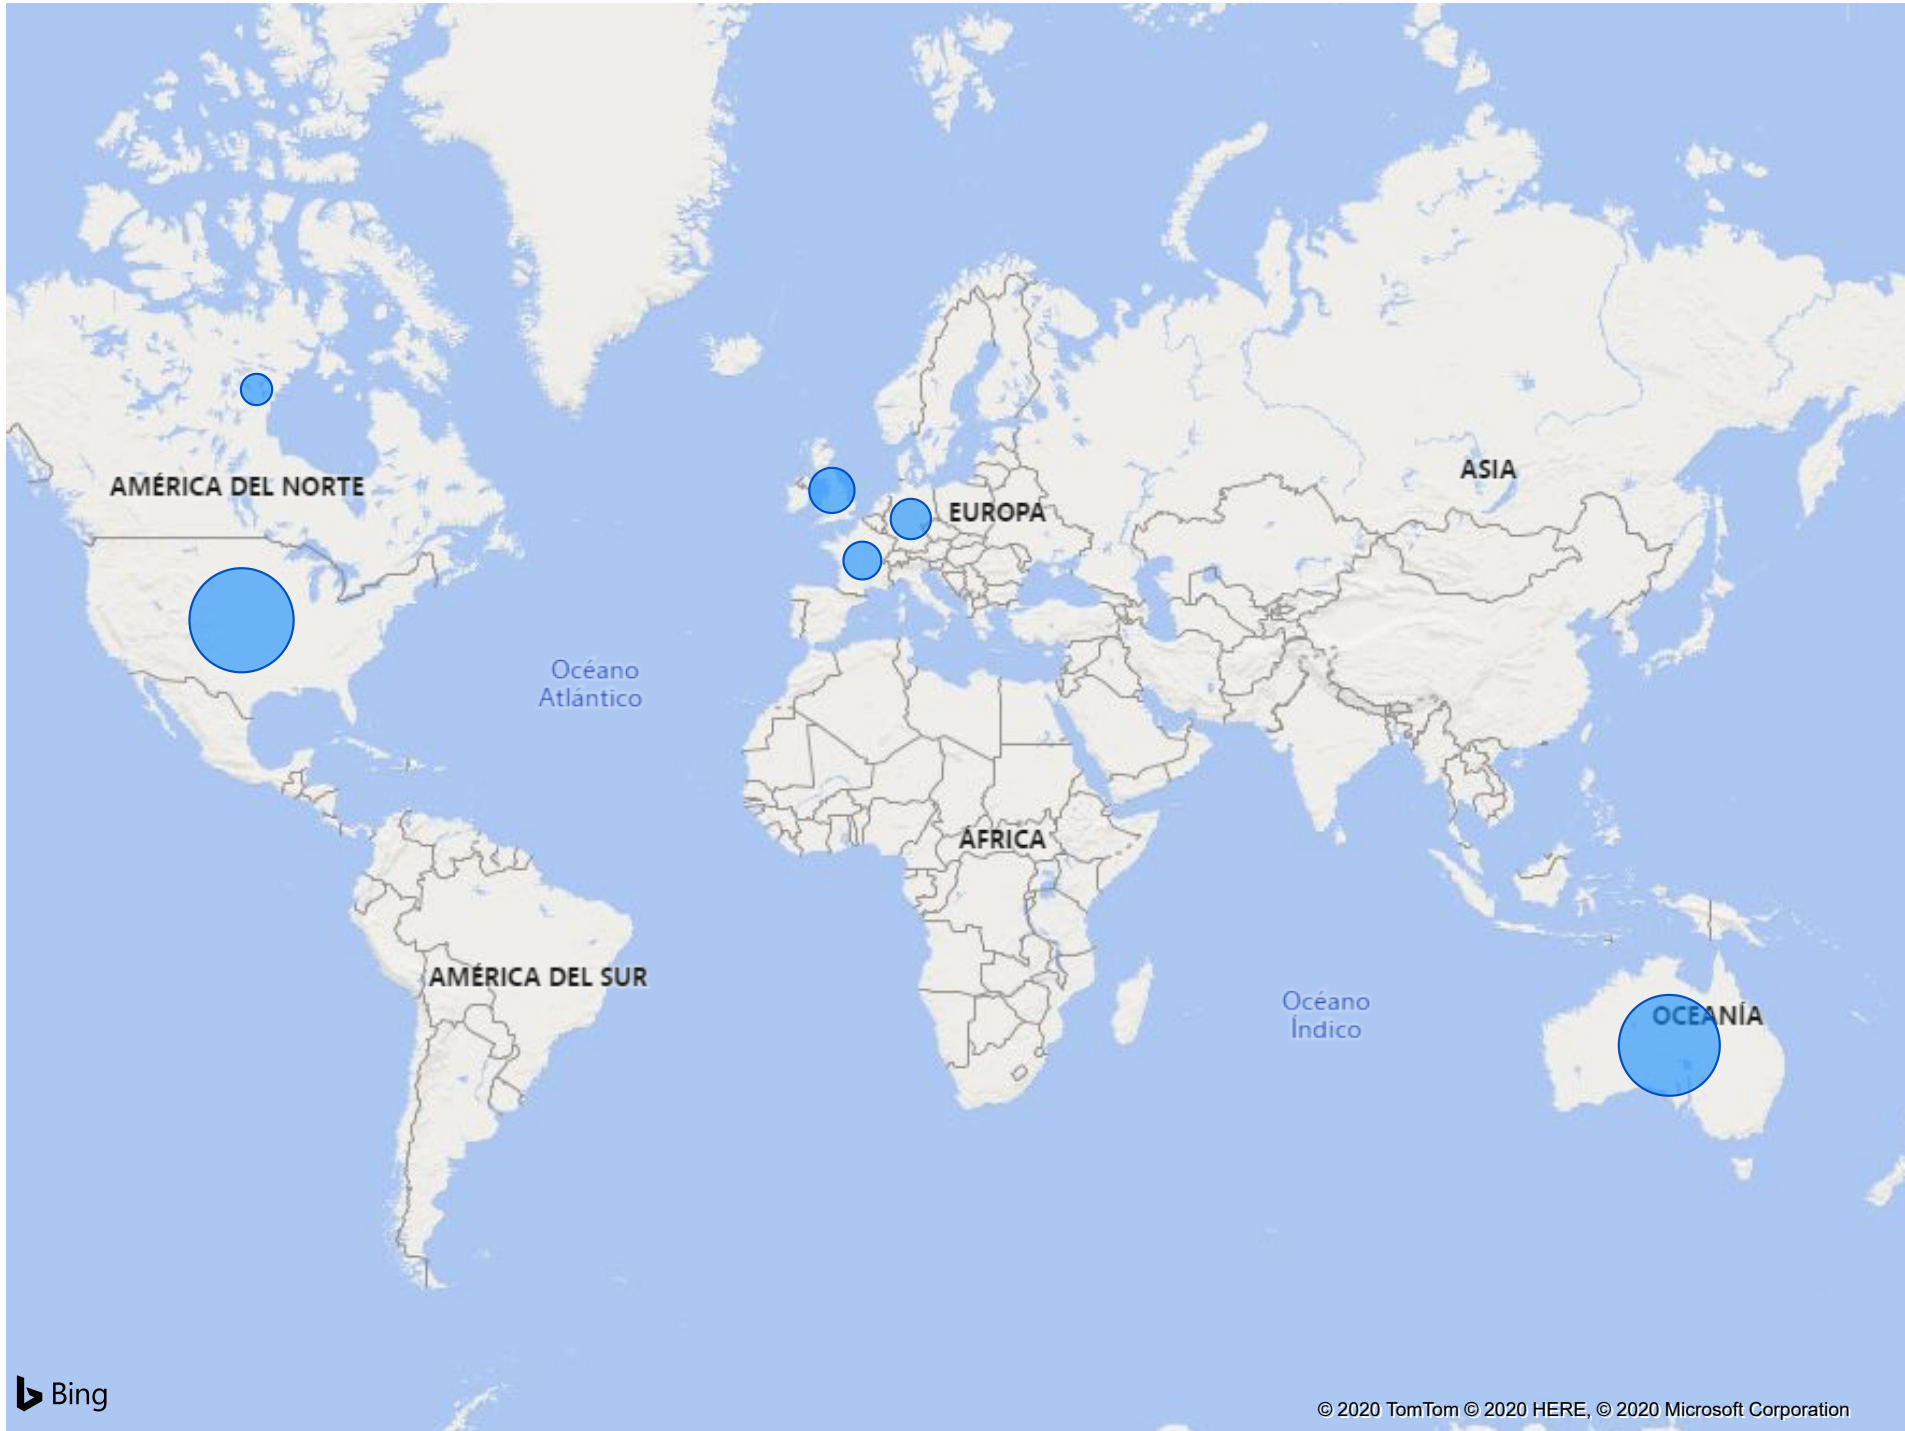 AMÉRICA DEL NORTE
EUROPA
ASIA
Océano
Atlántico
ÁFRICA
AMÉRICA DEL SUR
Océano
Índico
OCEANÍA
Bing
© 2020 TomTom © 2020 HERE, © 2020 Microsoft Corporation